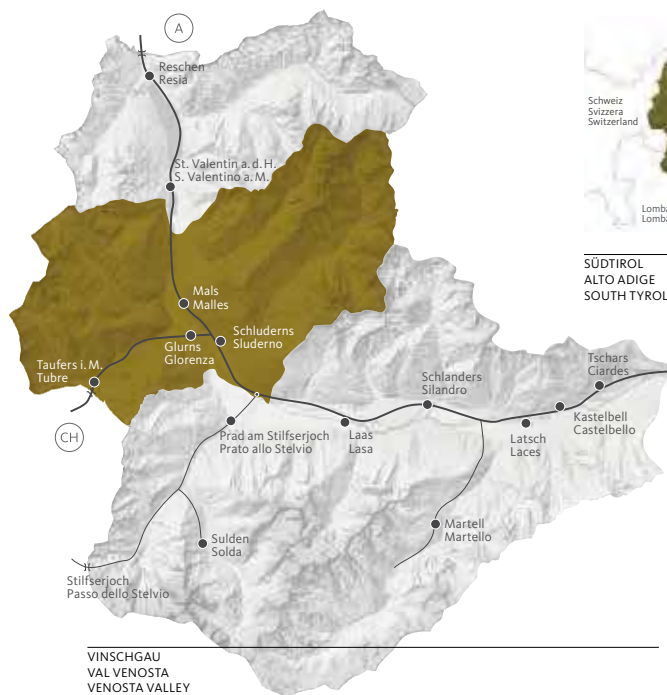 A
Reschen
Resia
St. Valentin a. d. H.
S. Valentino a. M.
Mals
Malles
Schluderns
Sluderno
Glurns
Glorenza
Taufers i. M.
Tubre
CH
Prad am Stilfserjoch
Prato allo Stelvio
Laas
Lasa
Schlanders
Silandro
Tschars
Ciardes
Kastelbell
Castelbello
Latsch
Laces
Martell
Martello
Sulden
Solda
Stilfserjoch
Passo dello Stelvio
VINSCHGAU
VAL VENOSTA
VENOSTA VALLEY
Schweiz
Svizzera
Switzerland
SÜDTIROL
ALTO ADIGE
SOUTH TYROL